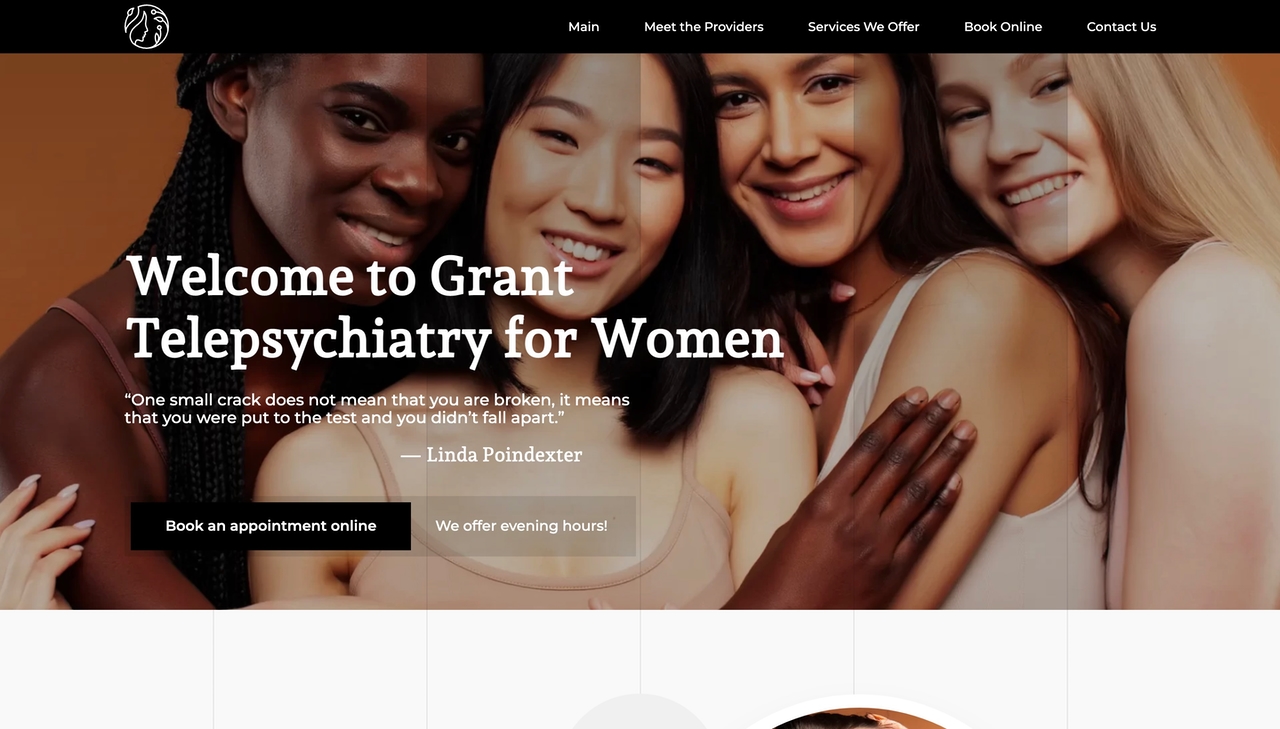 Main
Meet the Providers
Services We Offer
Book Online
Contact Us
Welcome to Grant
Telepsychiatry for Women
“One small crack does not mean that you are broken, it means
that you were put to the test and you didn’t fall apart.”
— Linda Poindexter
Book an appointment online
We offer evening hours!